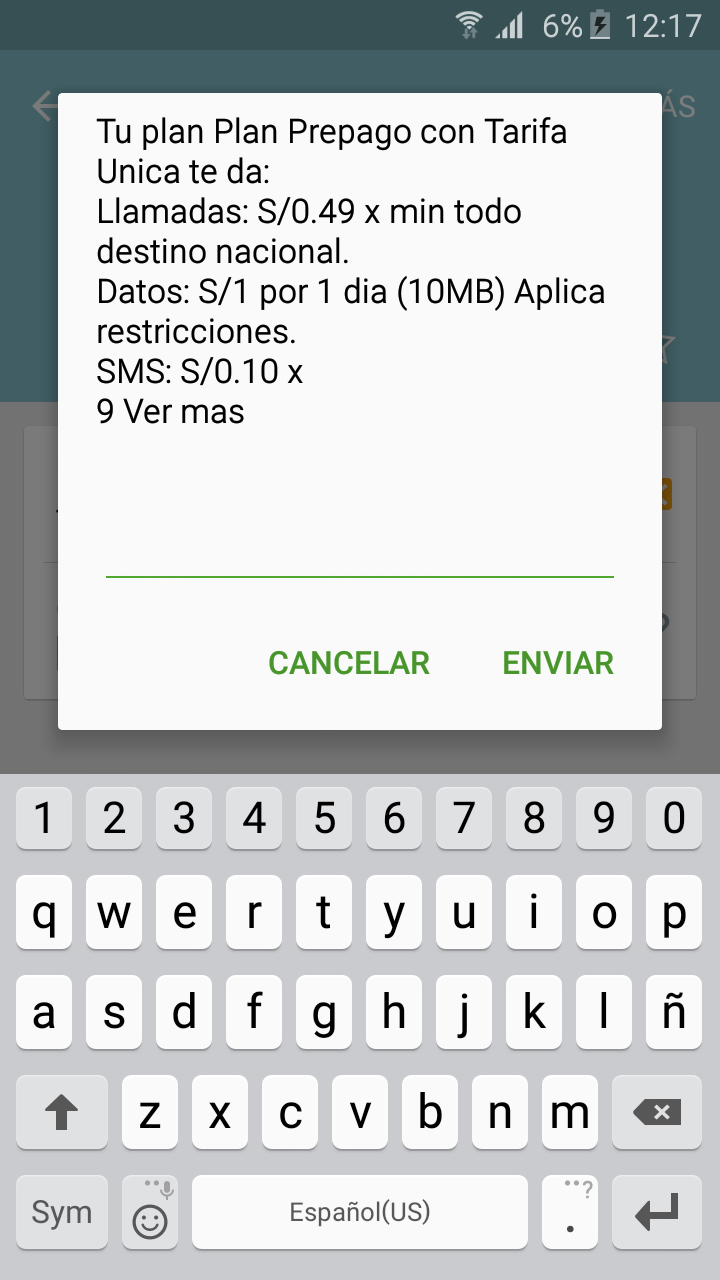 6% 12:17
ÁS
Tu plan Plan Prepago con Tarifa
Unica te da:
Llamadas: S/0.49 x min todo
destino nacional.
Datos: S/1 por 1 dia (10MB) Aplica
restricciones.
SMS: S/0.10 x
9 Ver mas
CANCELAR ENVIAR
1 2 3 4 5 6 7 8 9 0
q w e r t y u i o p
a s d f g h j k l ñ
z x c v b n m
Sym Español(US) . ?